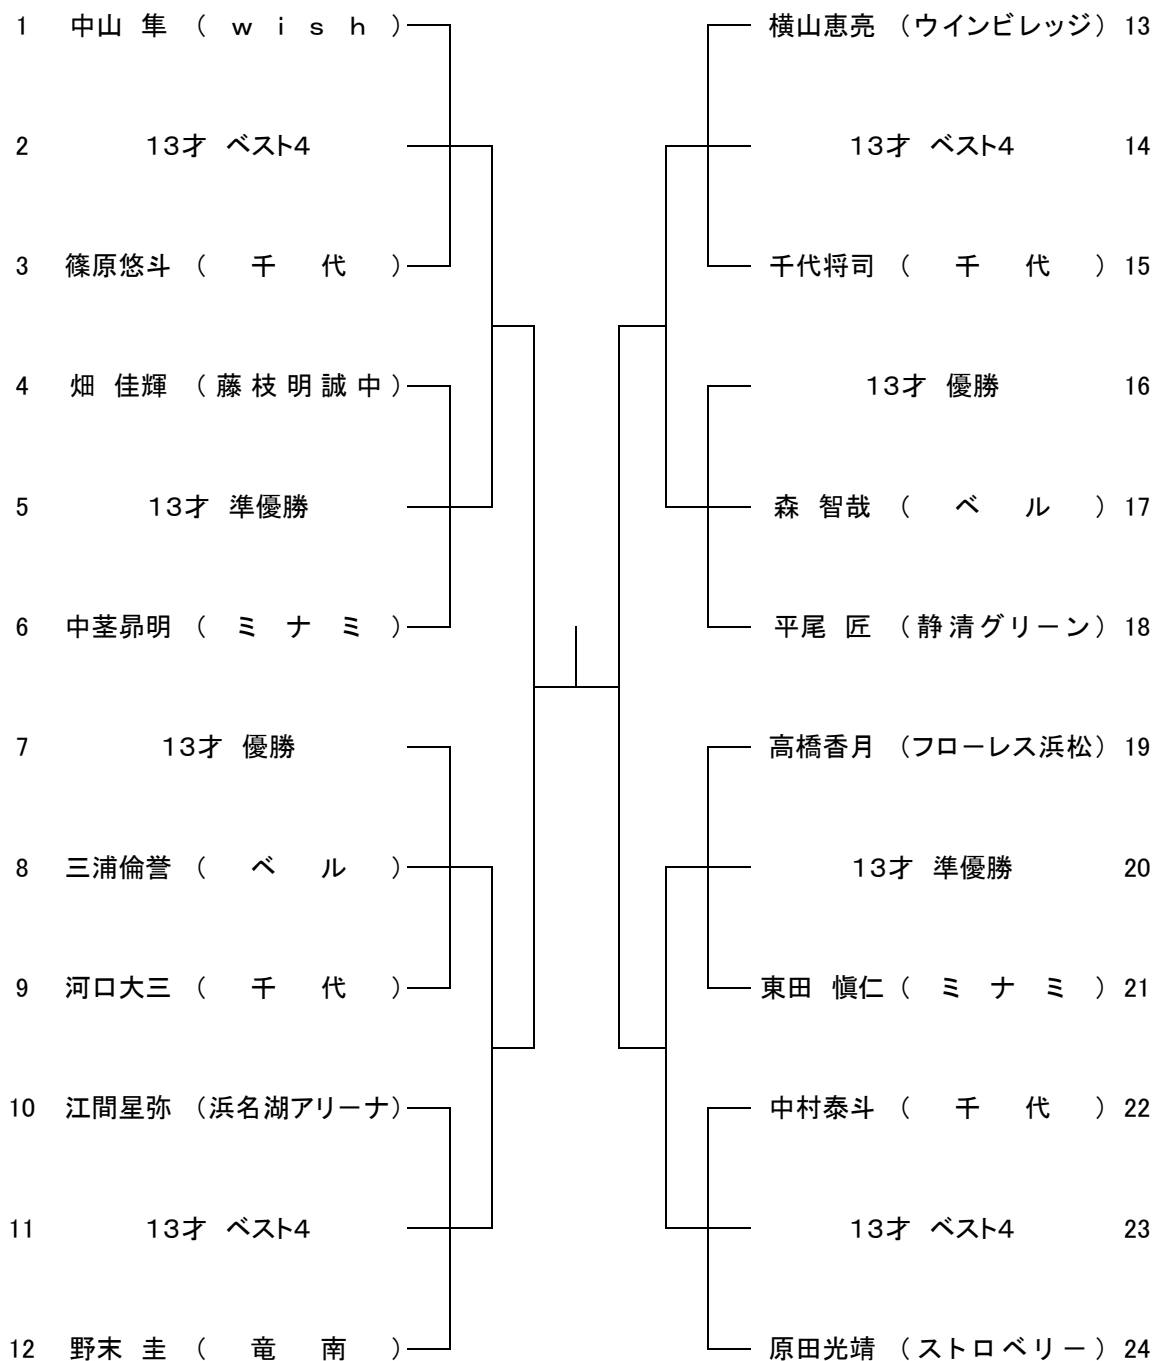 1 中山 隼 ( ｗｉｓｈ )
2 13才 ベスト4
3 篠原悠斗 ( 千代 )
4 畑 佳輝 ( 藤枝明誠中 )
5 13才 準優勝
6 中茎昴明 ( ミナミ )
7 13才 優勝
8 三浦倫誉 ( ベル )
9 河口大三 ( 千代 )
10 江間星弥 (浜名湖アリーナ)
11 13才 ベスト4
12 野末 圭 ( 竜南 )
横山恵亮 (ウインビレッジ) 13
13才 ベスト4 14
千代将司 ( 千代 ) 15
13才 優勝 16
森 智哉 ( ベル ) 17
平尾 匠 (静清グリーン) 18
高橋香月 (フローレス浜松) 19
13才 準優勝 20
東田 愼仁 ( ミナミ ) 21
中村泰斗 ( 千代 ) 22
13才 ベスト4 23
原田光靖 (ストロベリー) 24